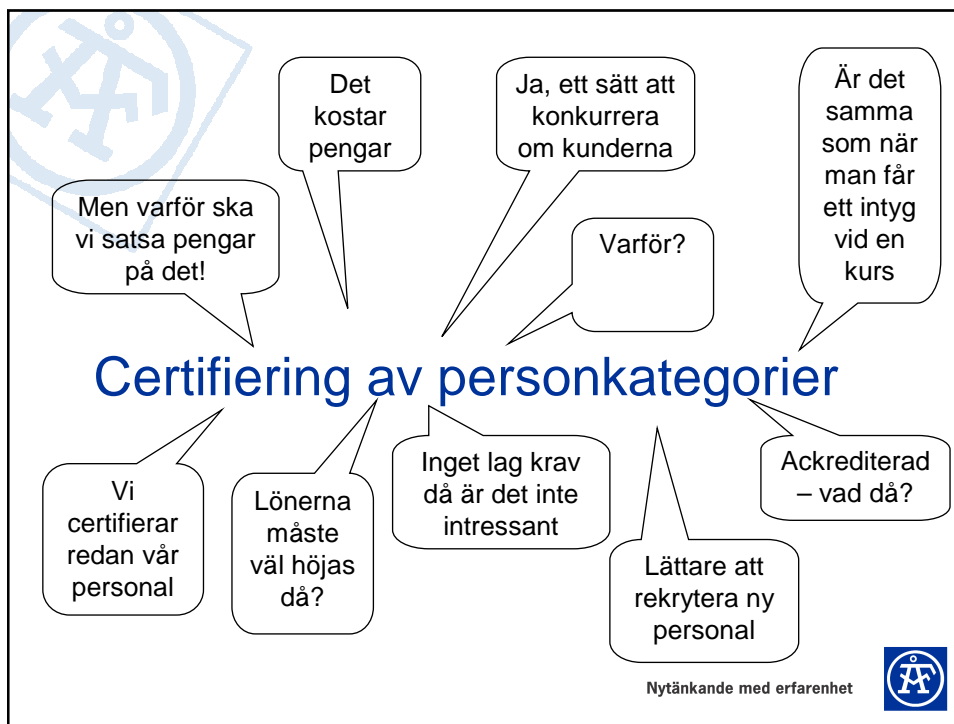 Det
kostar
pengar
Ja, ett sätt att
konkurrera
om kunderna
Är det
samma
som när
man får
ett intyg
vid en
kurs
Men varför ska
vi satsa pengar
på det!
Varför?
Certifiering av personkategorier
Vi
certifierar
redan vår
personal
Lönerna
måste
väl höjas
då?
Inget lag krav
då är det inte
intressant
Lättare att
rekrytera ny
personal
Ackrediterad
– vad då?
Nytänkande med erfarenhet
ÅF